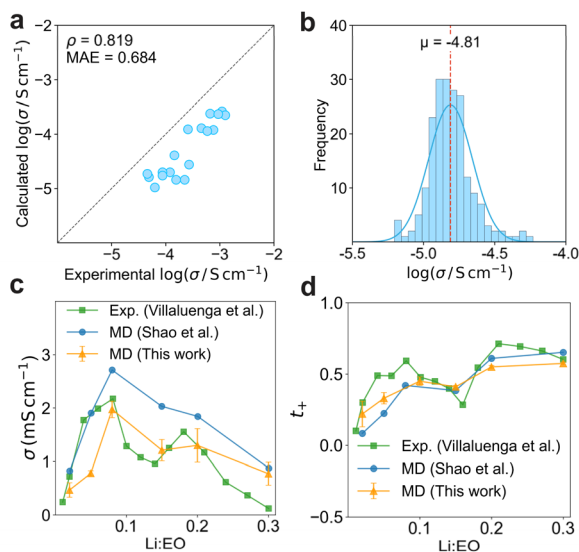 a
ρ = 0.819
MAE = 0.684
Calculated log(σ/S cm⁻¹)
−2
−3
−4
−5
−5
−4
−3
−2
Experimental log(σ/S cm⁻¹)
b
μ = -4.81
Frequency
40
30
20
10
-5.5
-5.0
-4.5
-4.0
log(σ/S cm⁻¹)
c
Exp. (Villaluenga et al.)
MD (Shao et al.)
MD (This work)
σ (mS cm⁻¹)
3
2
1
0
0.1
0.2
0.3
Li:EO
d
t₊
1.0
0.5
0.0
−0.5
Exp. (Villaluenga et al.)
MD (Shao et al.)
MD (This work)
0.0
0.1
0.2
0.3
Li:EO